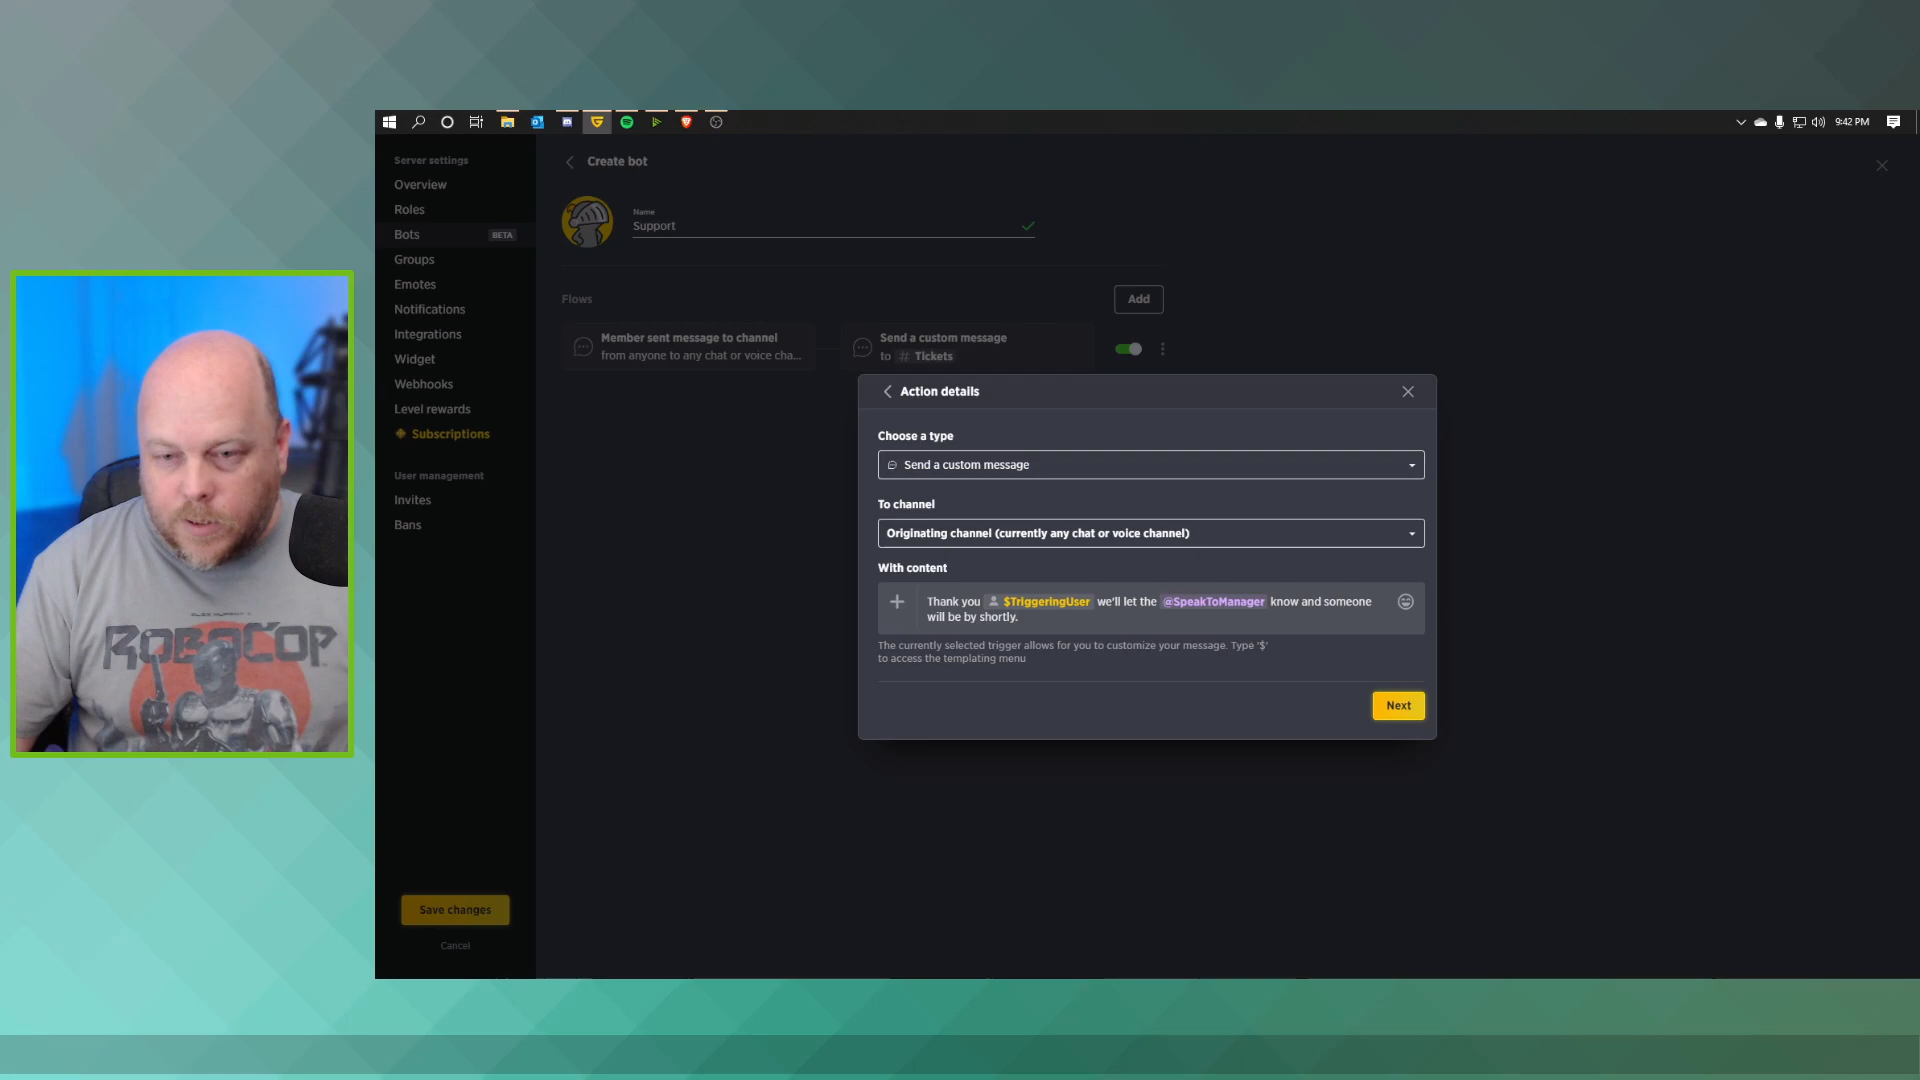 9:42 PM
Server settings
Overview
Roles
Bots BETA
Groups
Emotes
Notifications
Integrations
Widget
Webhooks
Level rewards
Subscriptions
User management
Invites
Bans
Save changes
Cancel
Create bot
Name
Support
Flows
Add
Member sent message to channel
from anyone to any chat or voice cha...
Send a custom message
to # Tickets
Action details
Choose a type
Send a custom message
To channel
Originating channel (currently any chat or voice channel)
With content
Thank you $TriggeringUser we'll let the @SpeakToManager know and someone
will be by shortly.
The currently selected trigger allows for you to customize your message. Type '$'
to access the templating menu
Next
ROBOCOP